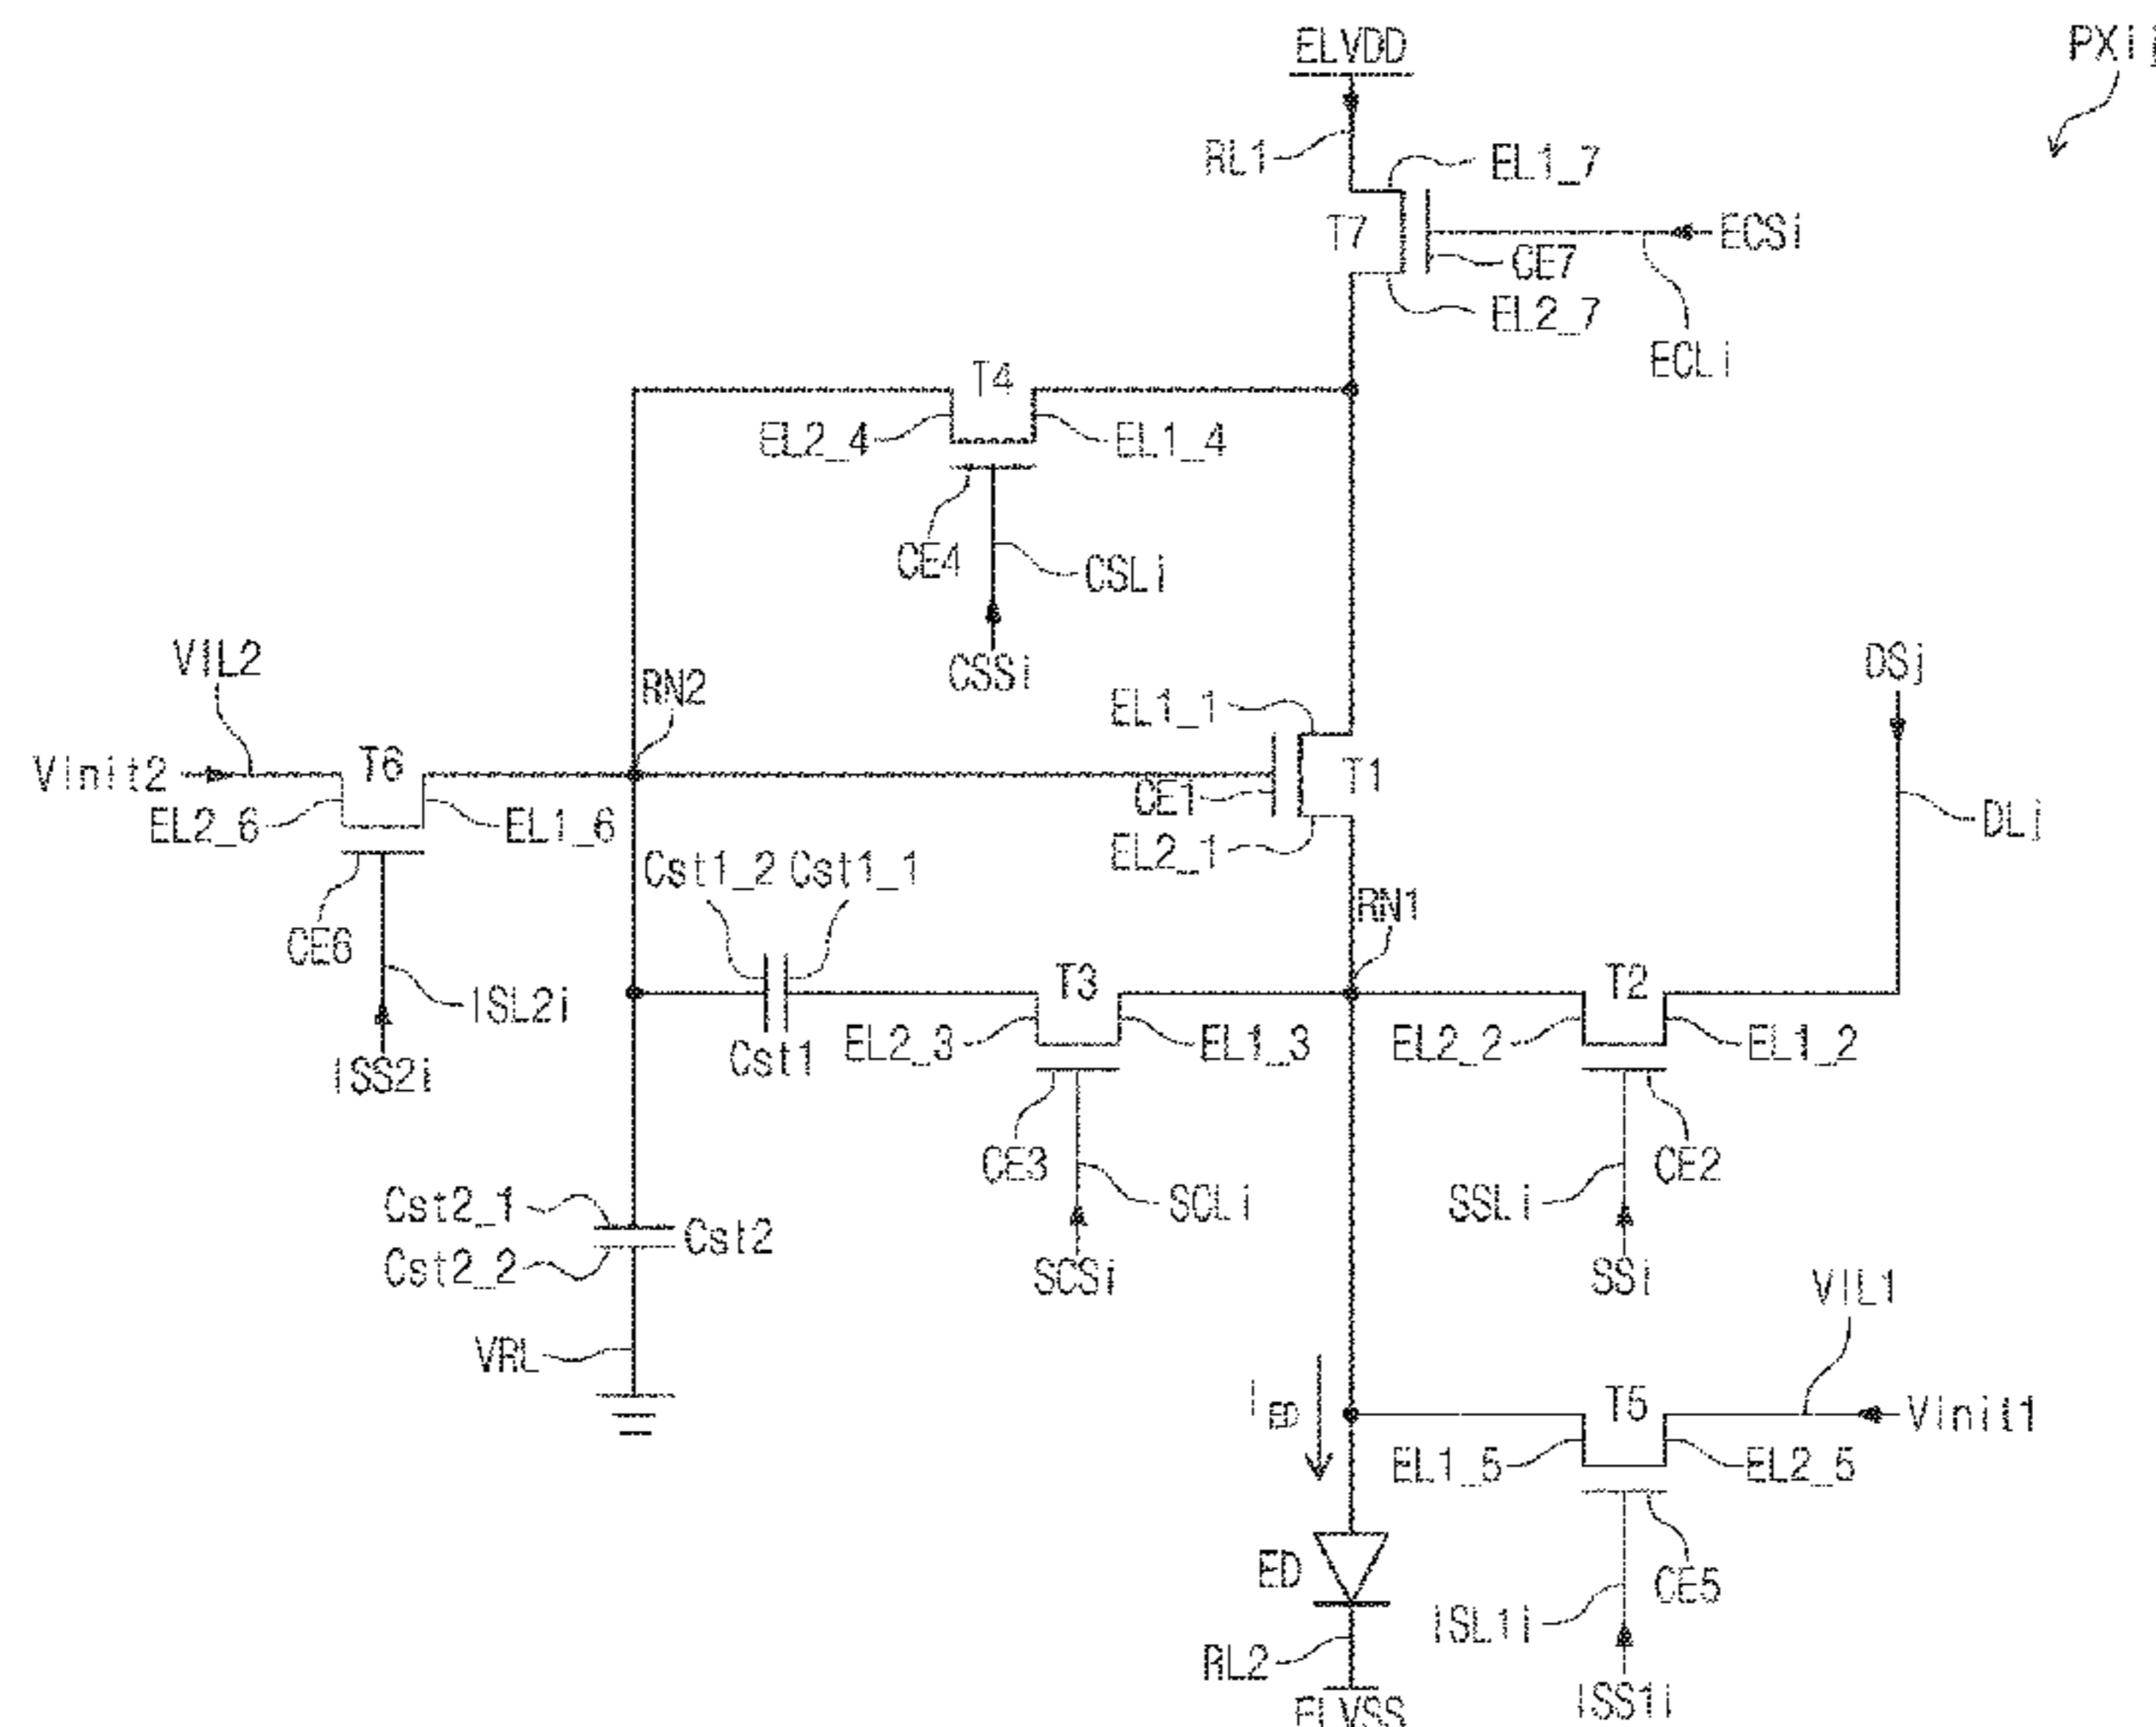 ELVDD
PXij
RL1
EL1_7
T7
ECSi
CE7
EL2_7
ECLi
T4
EL2_4
EL1_4
CE4
CSLi
CSSi
VIL2
RN2
DSj
EL1_1
Vinit2
T6
T1
CE1
EL2_6
EL1_6
DLj
EL2_1
Cst1_2 Cst1_1
RN1
CE6
T3
T2
ISL2i
Cst1
EL2_3
EL1_3
EL2_2
EL1_2
ISS2i
CE3
CE2
SCLi
SSLi
Cst2_1
Cst2
Cst2_2
SCSi
SSi
VIL1
VRL
IED
T5
Vinit1
EL1_5
EL2_5
ED
CE5
ISL1i
RL2
ISS1i
ELVSS